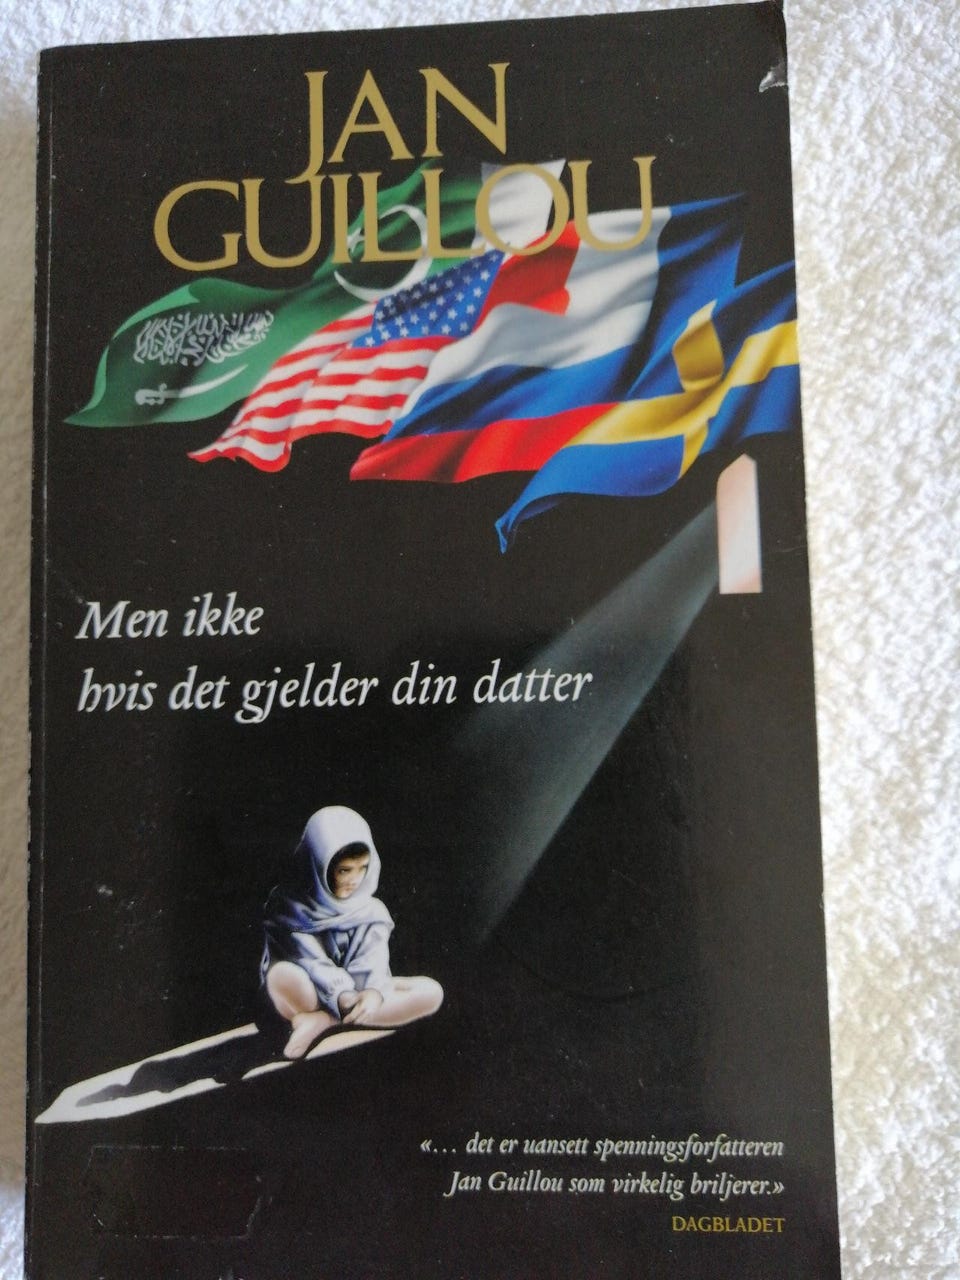 JAN
GUILLOU
Men ikke
hvis det gjelder din datter
«... det er uansett spenningsforfatteren
Jan Guillou som virkelig briljerer.»
DAGBLADET